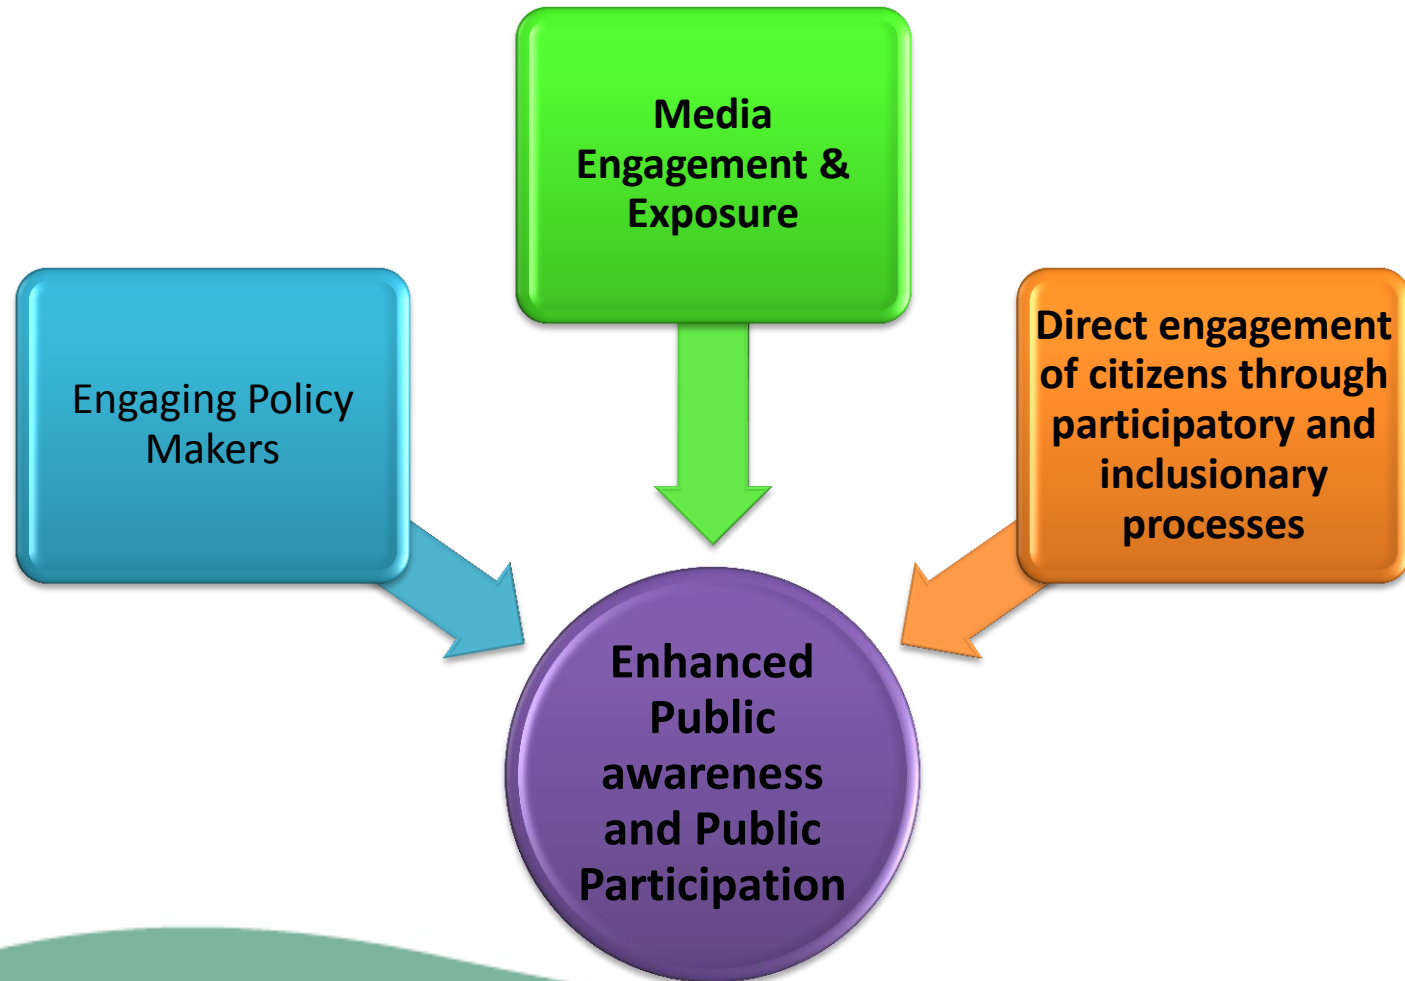 Media
Engagement &
Exposure
Engaging Policy
Makers
Direct engagement
of citizens through
participatory and
inclusionary
processes
Enhanced
Public
awareness
and Public
Participation